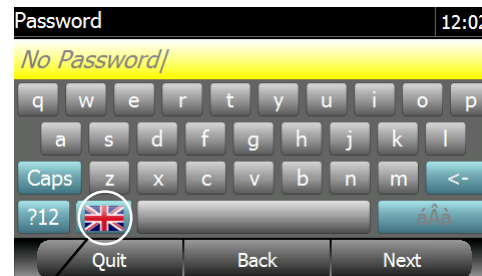 Password 12:02
No Password
q w e r t y u i o p
a s d f g h j k l
Caps z x c v b n m <-
?12 áÂà
Quit Back Next